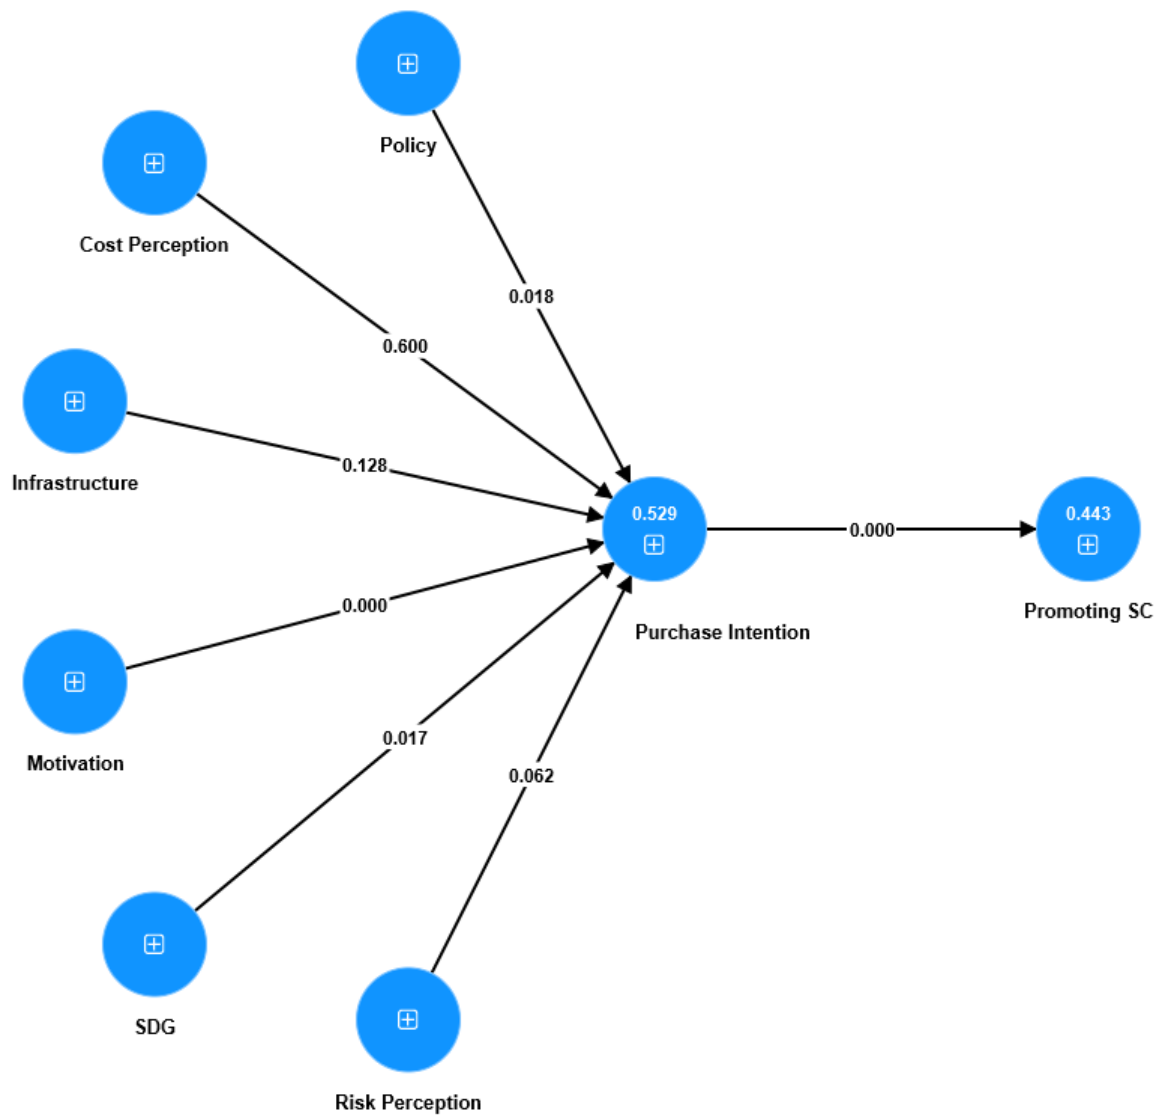 Policy
Cost Perception
0.018
0.600
Infrastructure
0.128
0.529
0.000
0.443
Purchase Intention
Promoting SC
0.000
Motivation
0.017
0.062
SDG
Risk Perception